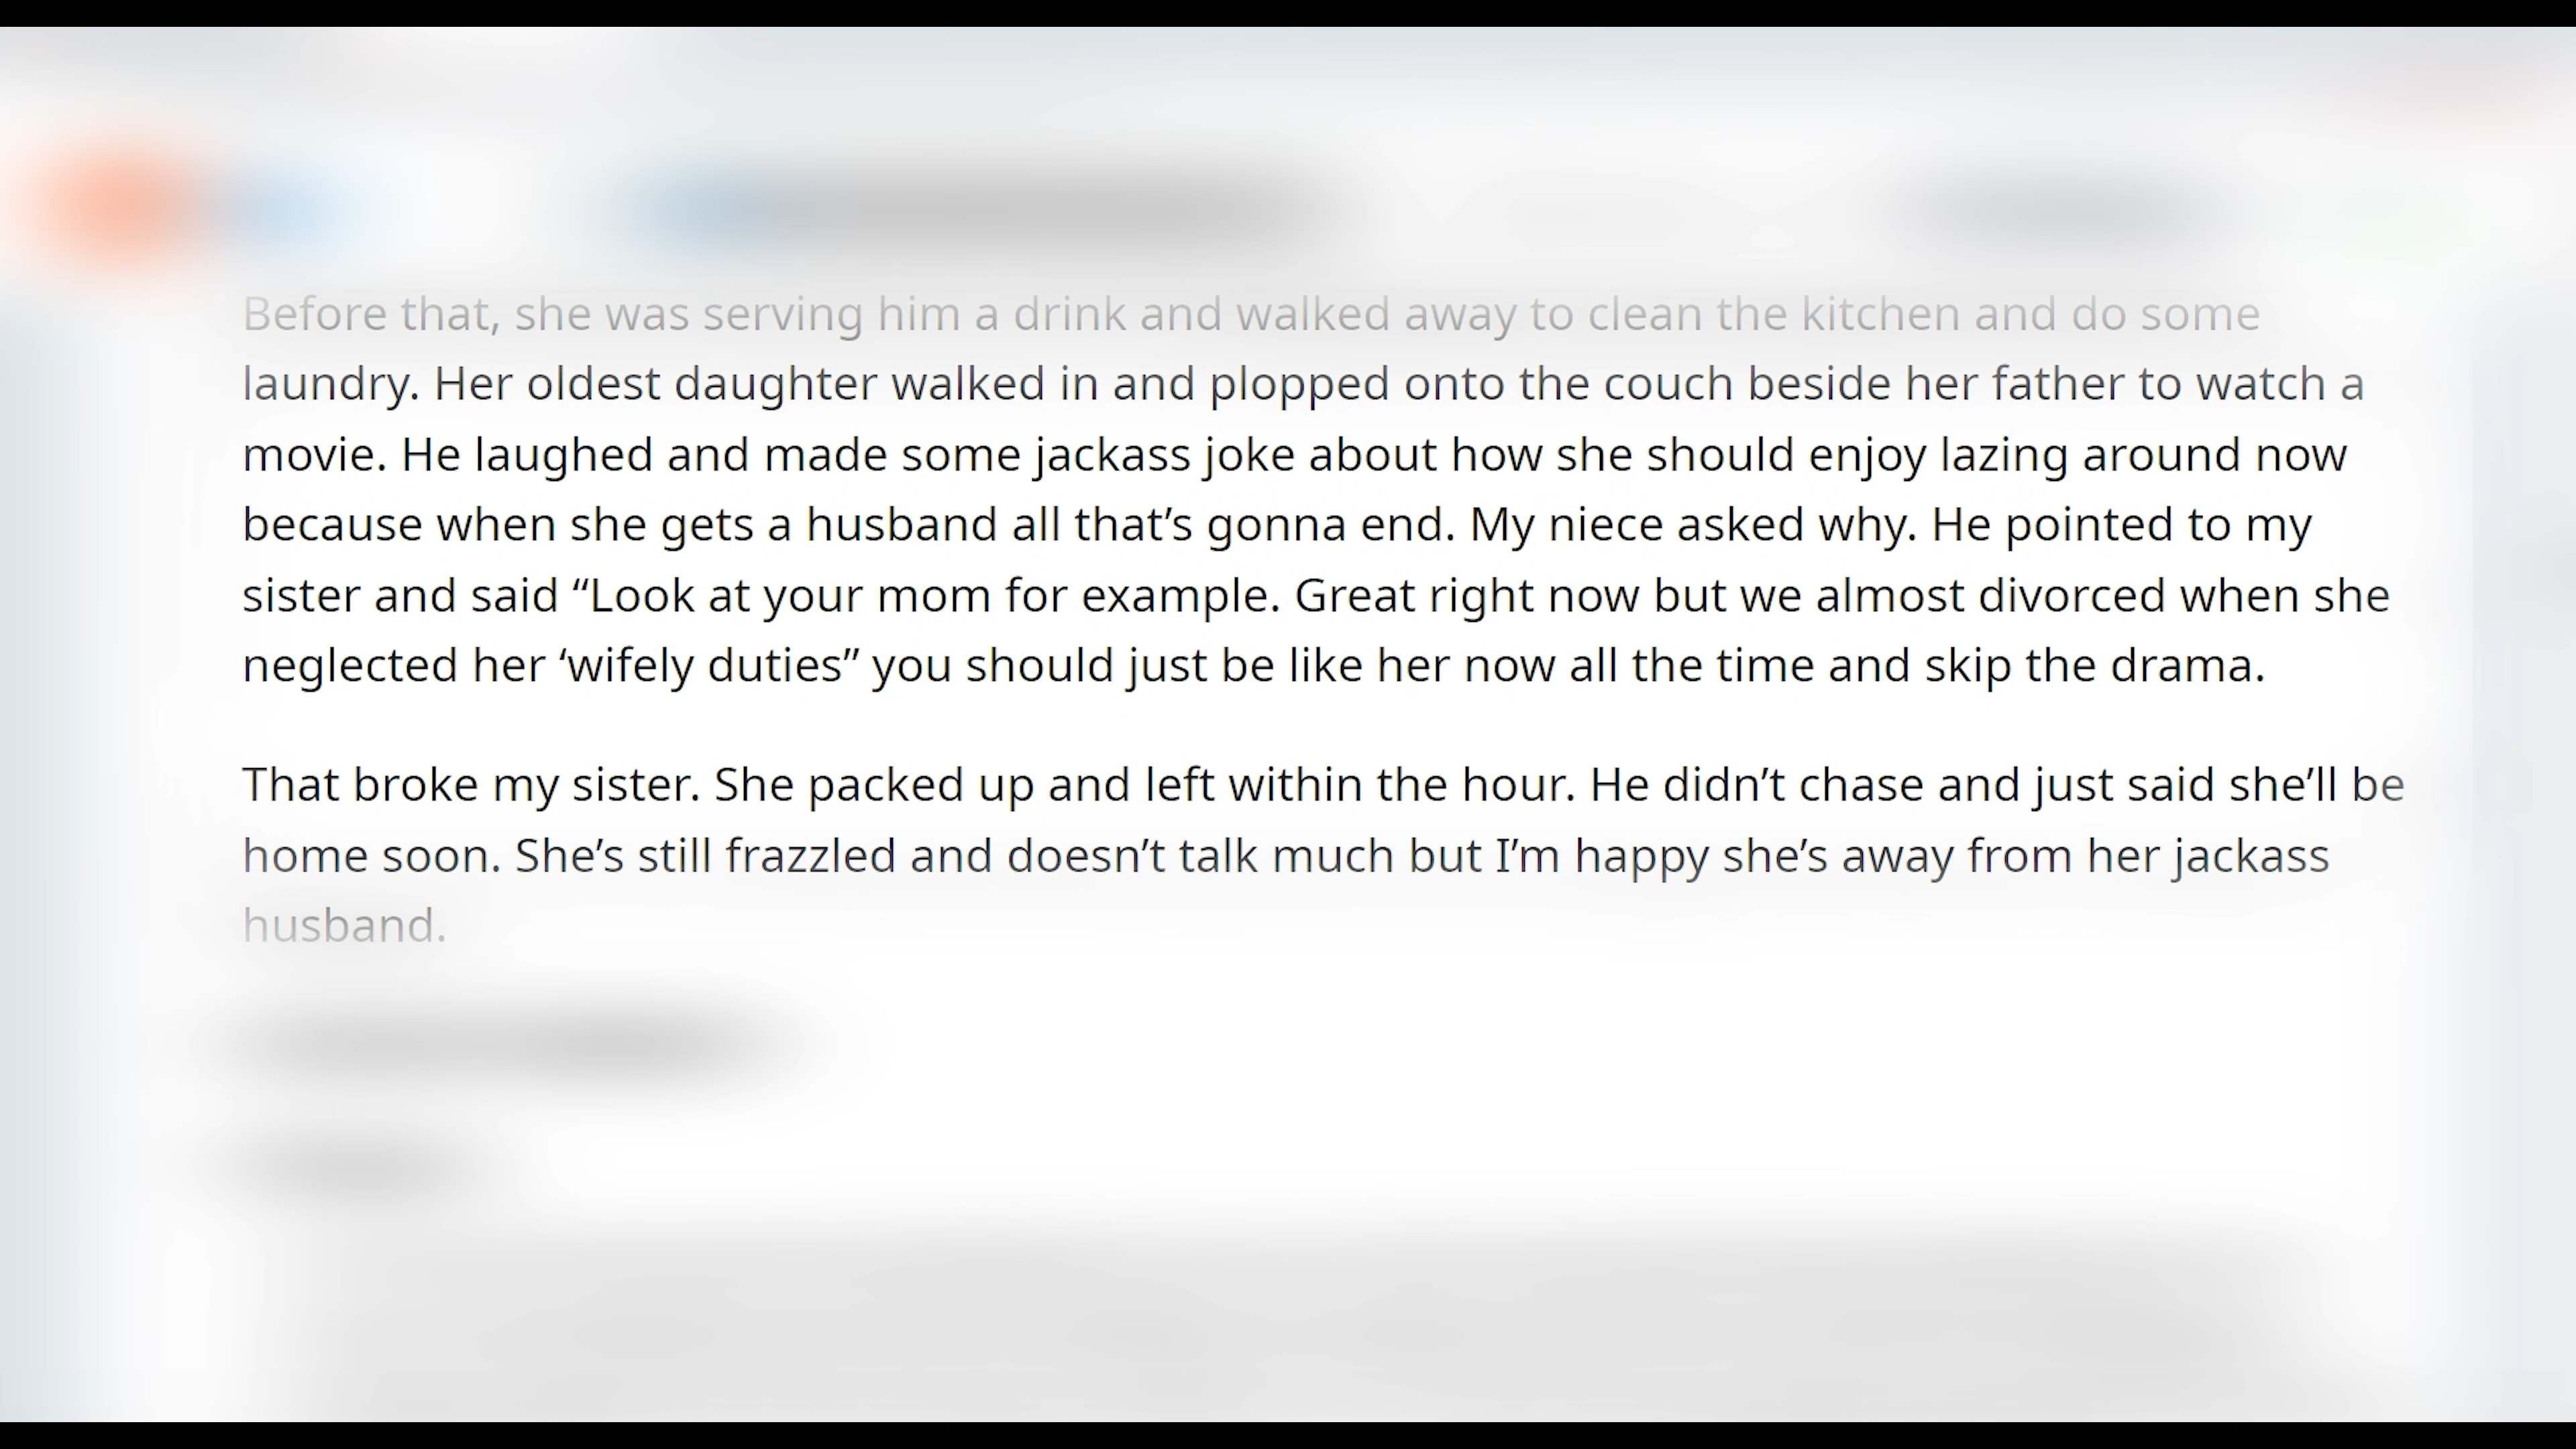 Before that, she was serving him a drink and walked away to clean the kitchen and do some
laundry. Her oldest daughter walked in and plopped onto the couch beside her father to watch a
movie. He laughed and made some jackass joke about how she should enjoy lazing around now
because when she gets a husband all that’s gonna end. My niece asked why. He pointed to my
sister and said “Look at your mom for example. Great right now but we almost divorced when she
neglected her ‘wifely duties” you should just be like her now all the time and skip the drama.
That broke my sister. She packed up and left within the hour. He didn’t chase and just said she’ll be
home soon. She’s still frazzled and doesn’t talk much but I’m happy she’s away from her jackass
husband.